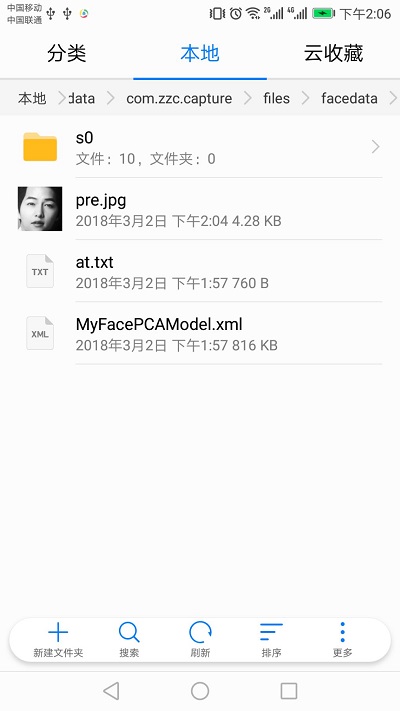 中国移动
中国联通
2G
4G
下午2:06
分类
本地
云收藏
本地
data
com.zzc.capture
files
facedata
s0
文件：10，文件夹：0
pre.jpg
2018年3月2日 下午2:04 4.28 KB
TXT
at.txt
2018年3月2日 下午1:57 760 B
XML
MyFacePCAModel.xml
2018年3月2日 下午1:57 816 KB
新建文件夹
搜索
刷新
排序
更多